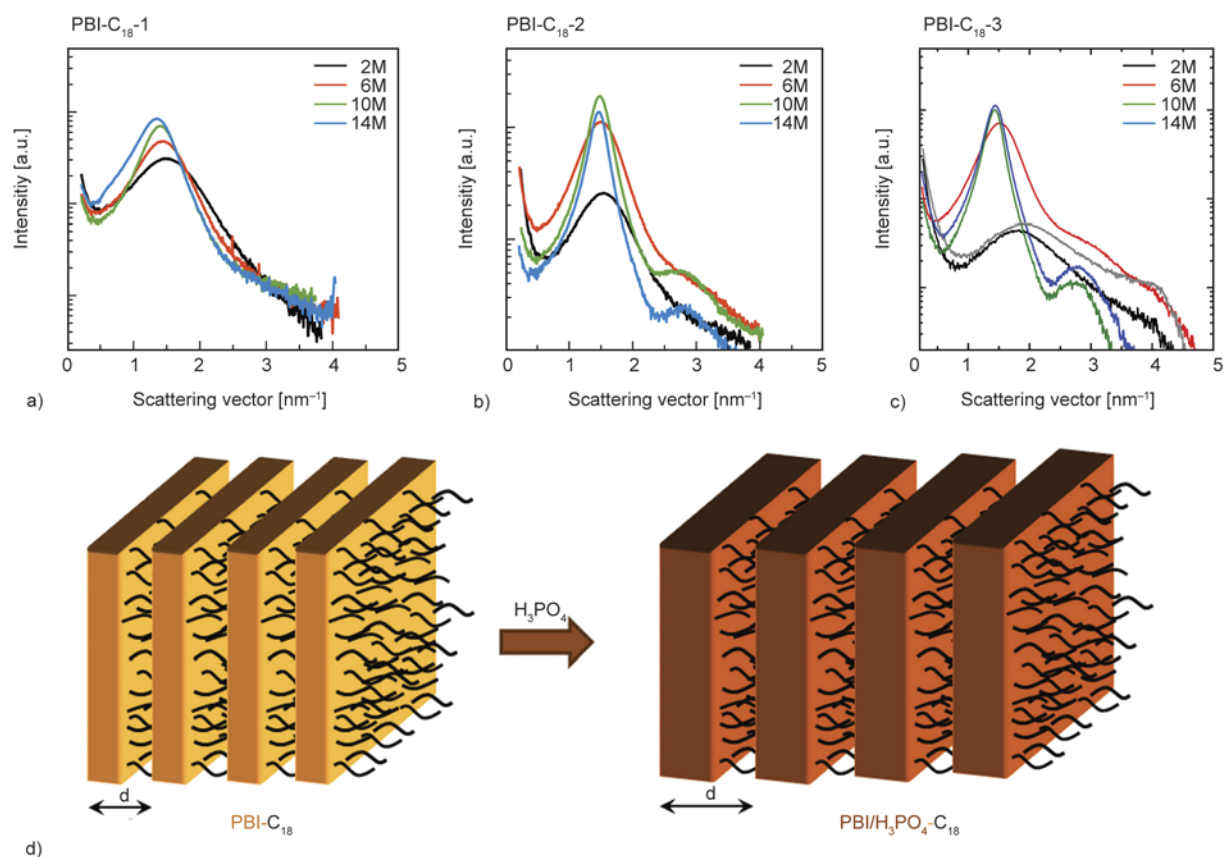 PBI-C₁₈-1
2M
6M
10M
14M
Intensitiy [a.u.]
0 1 2 3 4 5
Scattering vector [nm⁻¹]
a)
PBI-C₁₈-2
2M
6M
10M
14M
Intensitiy [a.u.]
0 1 2 3 4 5
Scattering vector [nm⁻¹]
b)
PBI-C₁₈-3
2M
6M
10M
14M
Intensitiy [a.u.]
1 2 3 4 5
Scattering vector [nm⁻¹]
c)
H₃PO₄
d
PBI-C₁₈
d
PBI/H₃PO₄-C₁₈
d)